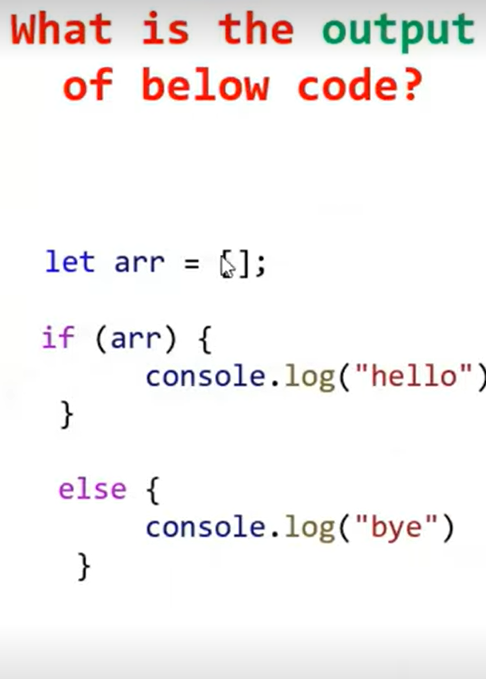 What is the output
of below code?
let arr = [];
if (arr) {
console.log("hello")
}
else {
console.log("bye")
}